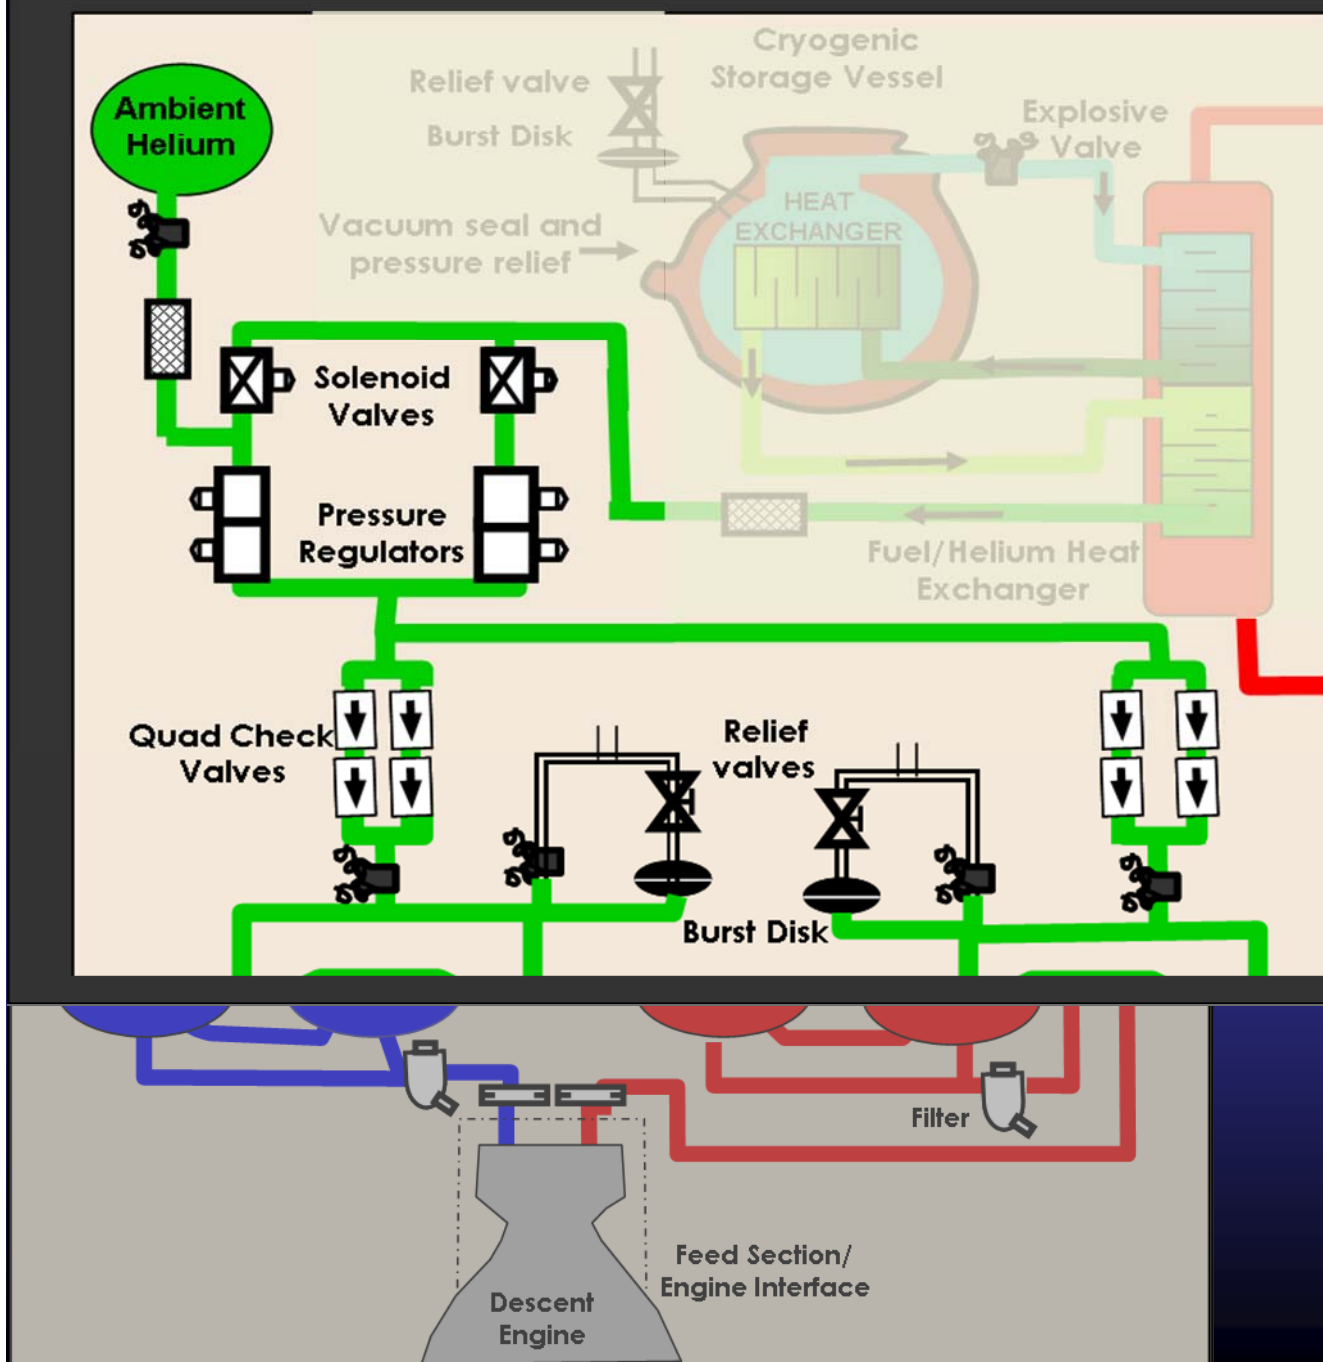 Cryogenic
Storage Vessel
Relief valve
Burst Disk
Explosive
Valve
Ambient
Helium
HEAT
EXCHANGER
Vacuum seal and
pressure relief
Solenoid
Valves
Pressure
Regulators
Fuel/Helium Heat
Exchanger
Quad Check
Valves
Relief
valves
Burst Disk
Filter
Feed Section/
Engine Interface
Descent
Engine